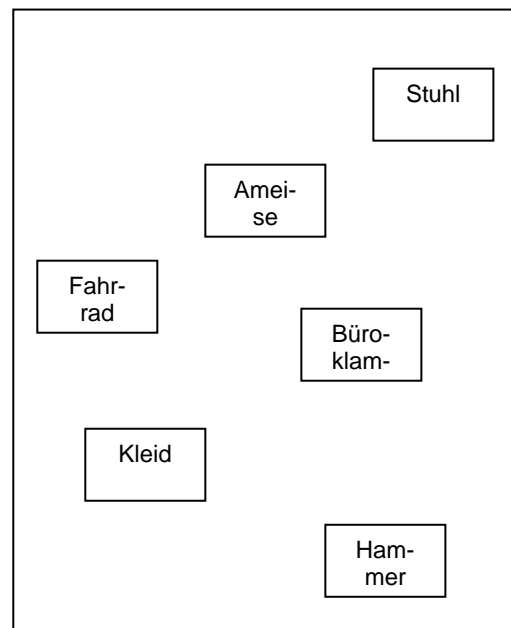 Stuhl
Amei-
se
Fahr-
rad
Büro-
klam-
Kleid
Ham-
mer